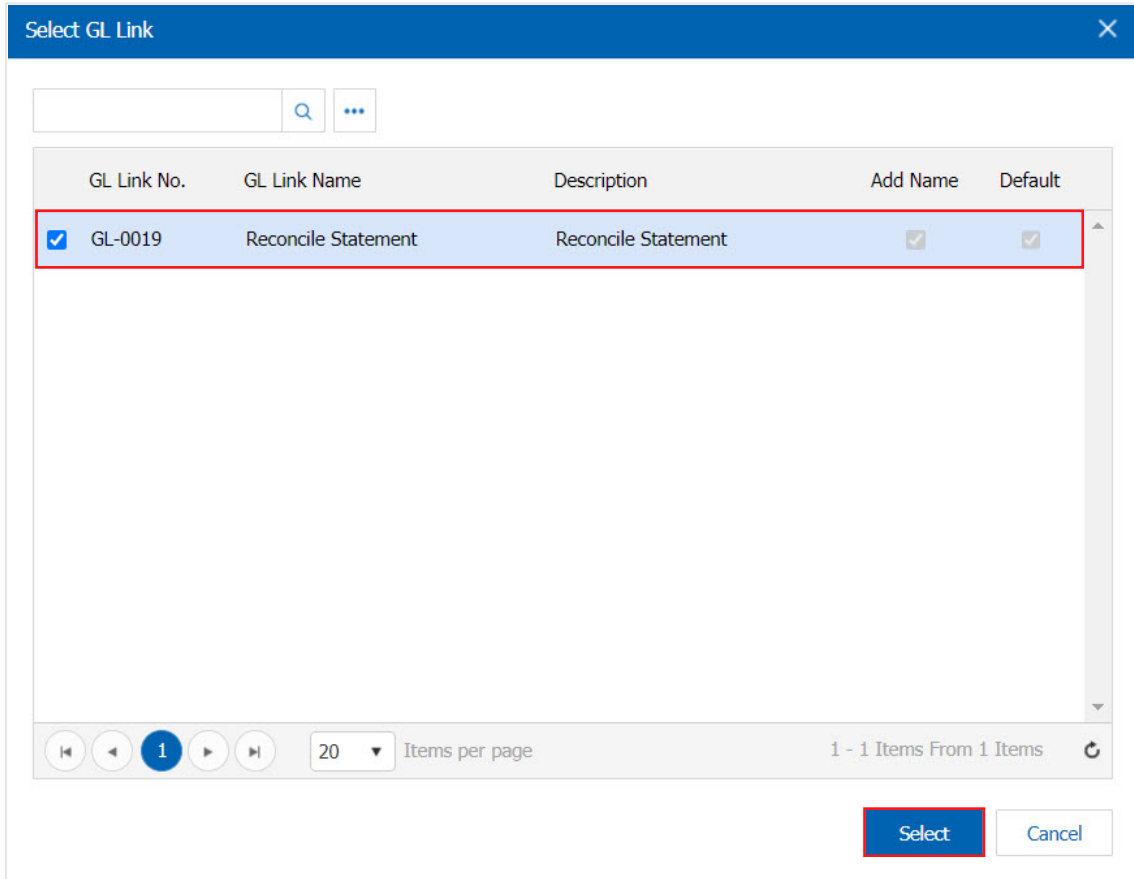 Select GL Link
GL Link No. GL Link Name Description Add Name Default
GL-0019 Reconcile Statement Reconcile Statement
1 20 Items per page 1 - 1 Items From 1 Items
Select Cancel